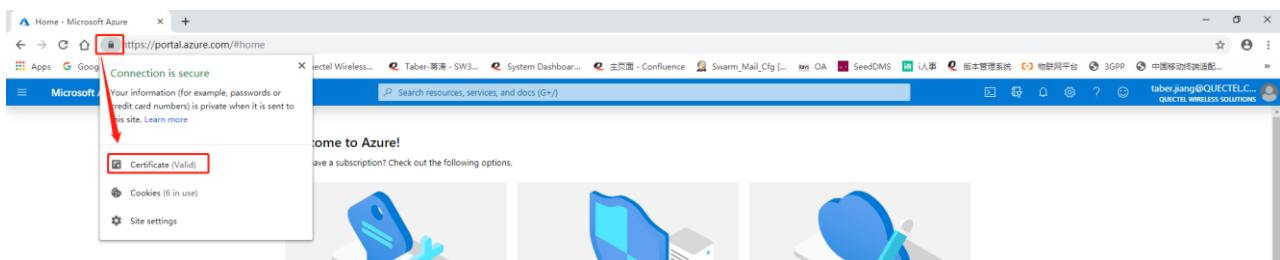 Home - Microsoft Azure
https://portal.azure.com/#home
Apps
Goog
ectel Wireless...
Taber-蒋涛 - SW3...
System Dashboar...
主页面 - Confluence
Swarm_Mail_Cfg [...
OA
SeedDMS
i人事
版本管理系统
物联网平台
3GPP
中国移动终端适配...
»
Microsoft
Search resources, services, and docs (G+/)
taber.jiang@QUECTEL.C...
QUECTEL WIRELESS SOLUTIONS
Connection is secure
Your information (for example, passwords or
credit card numbers) is private when it is sent to
this site. Learn more
Certificate (Valid)
Cookies (6 in use)
Site settings
come to Azure!
ave a subscription? Check out the following options.